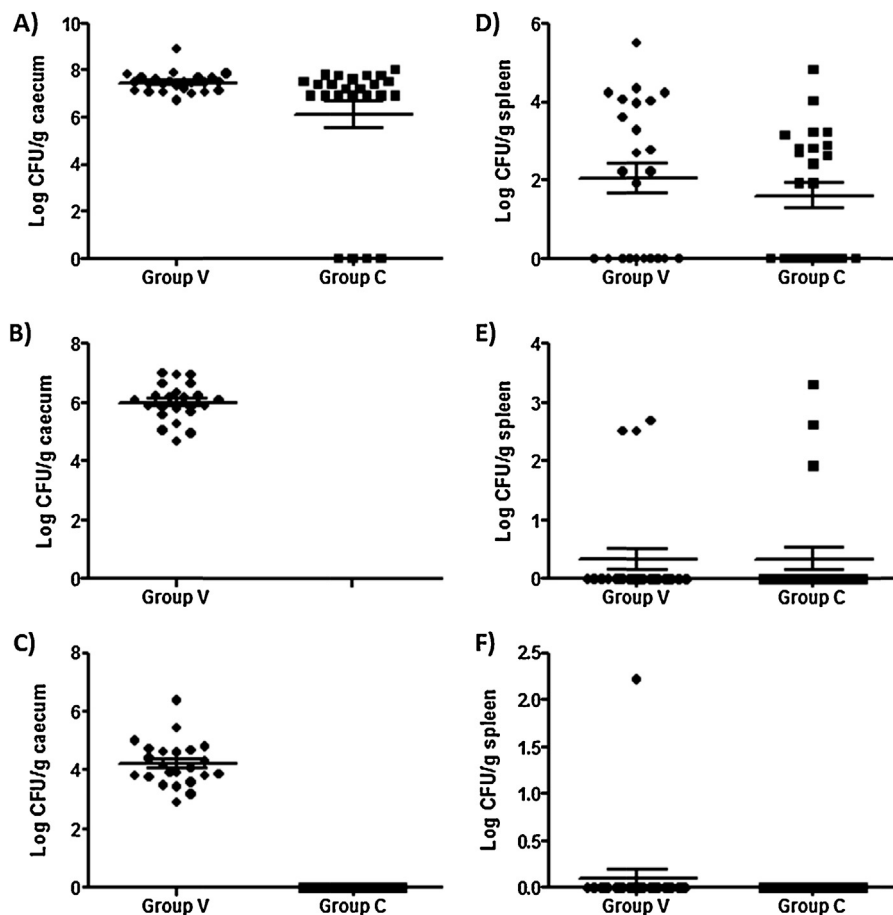 A)
Log CFU/g caecum
10
8
6
4
2
0
Group V Group C
D)
Log CFU/g spleen
6
4
2
0
Group V Group C
B)
Log CFU/g caecum
8
6
4
2
0
Group V
E)
Log CFU/g spleen
4
3
2
1
0
Group V Group C
C)
Log CFU/g caecum
8
6
4
2
0
Group V Group C
F)
Log CFU/g spleen
2.5
2.0
1.5
1.0
0.5
0.0
Group V Group C